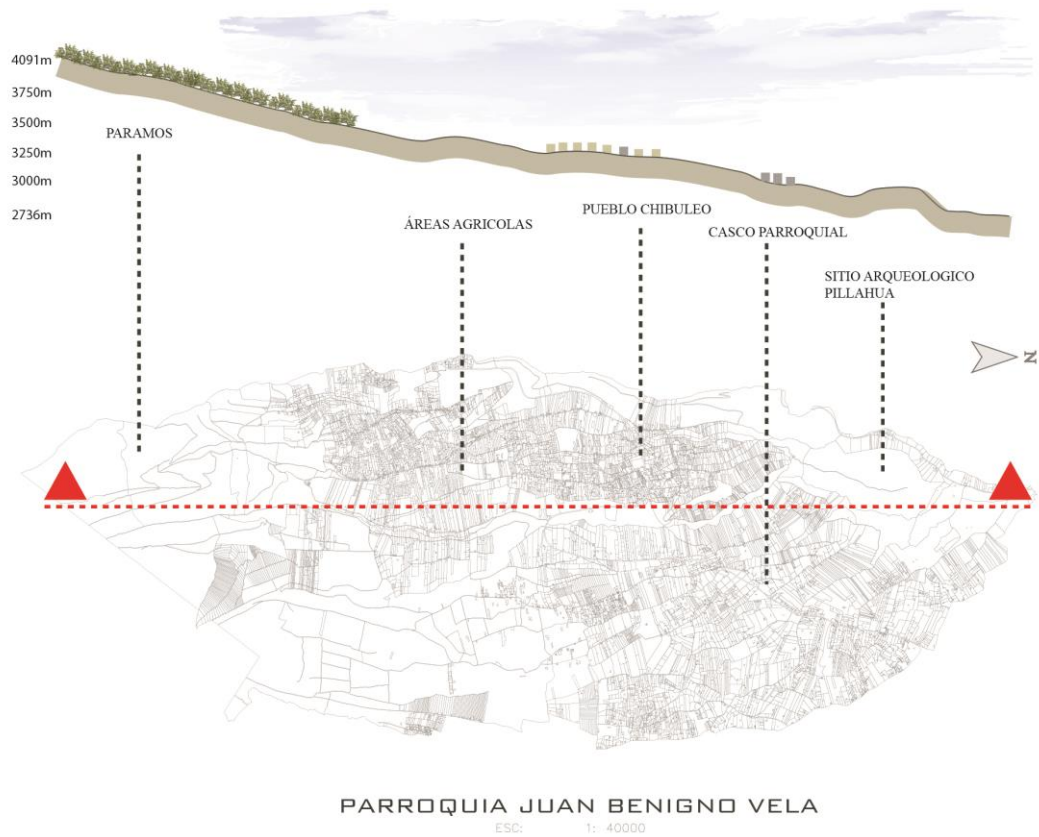 4091m
3750m
3500m
3250m
3000m
2736m
PARAMOS
ÁREAS AGRICOLAS
PUEBLO CHIBULEO
CASCO PARROQUIAL
SITIO ARQUEOLOGICO
PILLAHUA
N
PARROQUIA JUAN BENIGNO VELA
ESC: 1: 40000